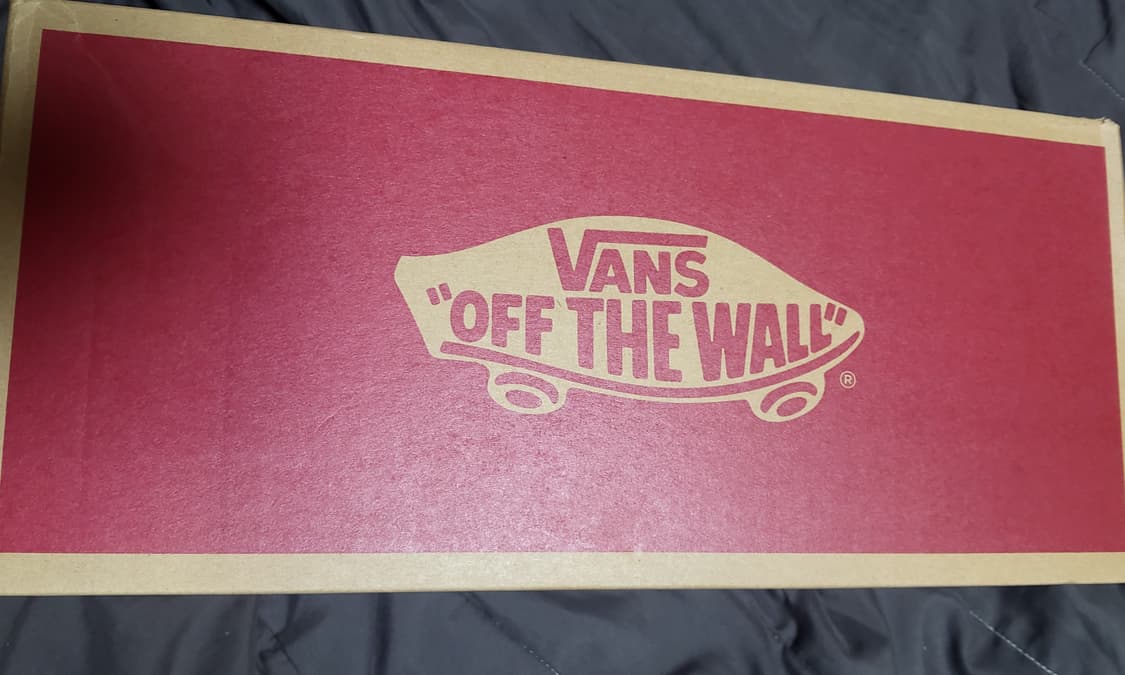 VANS
"OFF THE WALL"
®